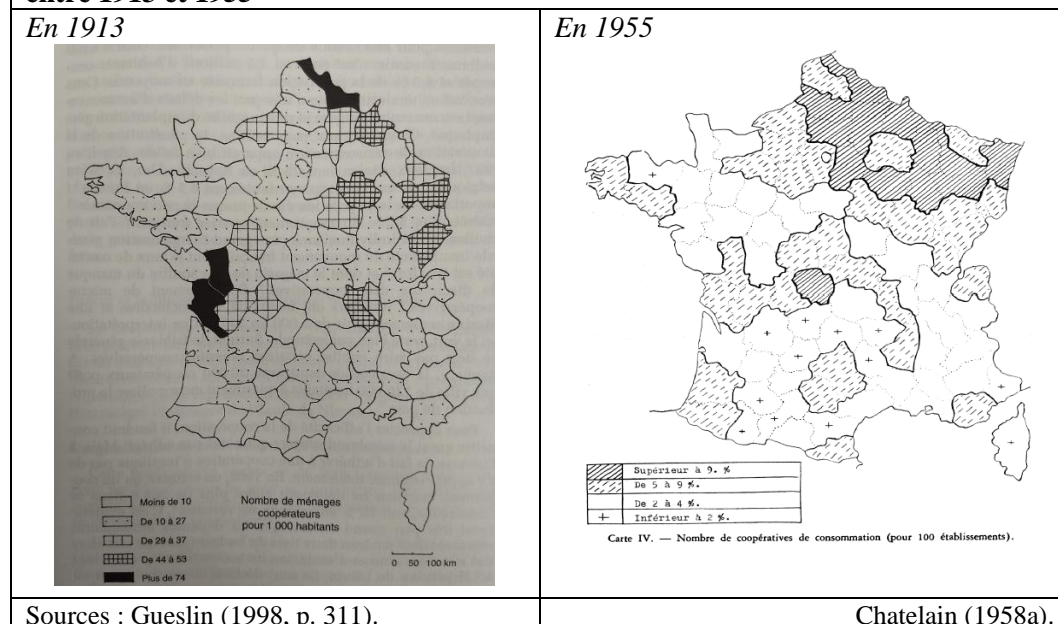 entre 1913 et 1955
En 1913
Moins de 10
De 10 à 27
De 29 à 37
De 44 à 53
Plus de 74
Nombre de ménages
coopérateurs
pour 1 000 habitants
0 50 100 km
En 1955
Supérieur à 9. %
De 5 à 9 %.
De 2 à 4 %.
+ Inférieur à 2 %.
Carte IV. — Nombre de coopératives de consommation (pour 100 établissements).
Sources : Gueslin (1998, p. 311).
Chatelain (1958a).